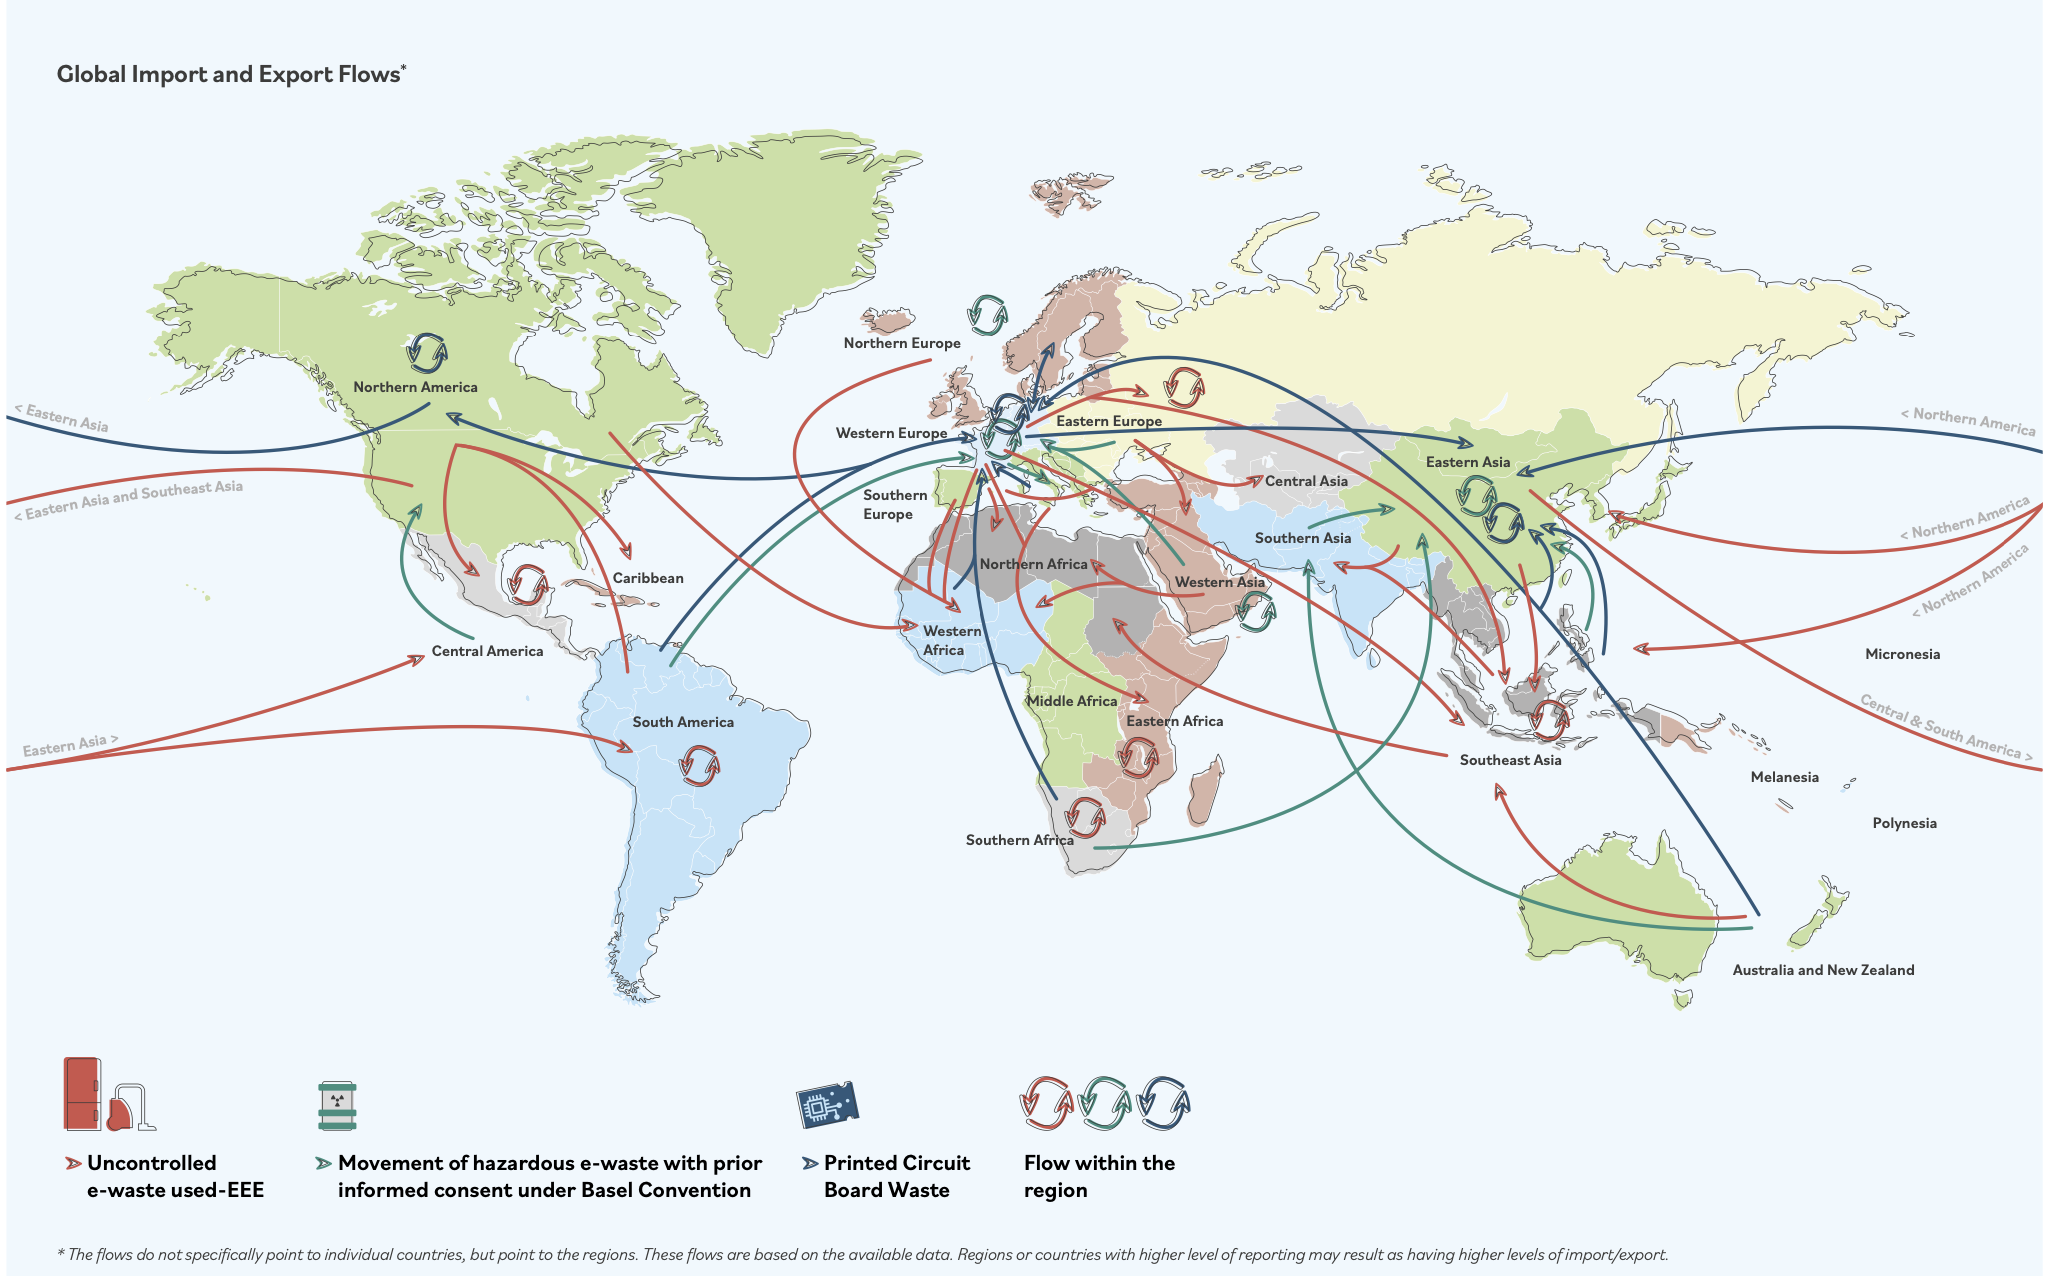 Global Import and Export Flows*
Northern Europe
Northern America
< Eastern Asia
< Northern America
Western Europe
Eastern Europe
Eastern Asia
Central Asia
< Eastern Asia and Southeast Asia
Southern
Europe
< Northern America
Southern Asia
Northern Africa
Caribbean
Western Asia
< Northern America
Western
Africa
Central America
Micronesia
Middle Africa
South America
Eastern Africa
Central & South America >
Eastern Asia >
Southeast Asia
Melanesia
Polynesia
Southern Africa
Australia and New Zealand
Uncontrolled
e-waste used-EEE
Movement of hazardous e-waste with prior
informed consent under Basel Convention
Printed Circuit
Board Waste
Flow within the
region
* The flows do not specifically point to individual countries, but point to the regions. These flows are based on the available data. Regions or countries with higher level of reporting may result as having higher levels of import/export.